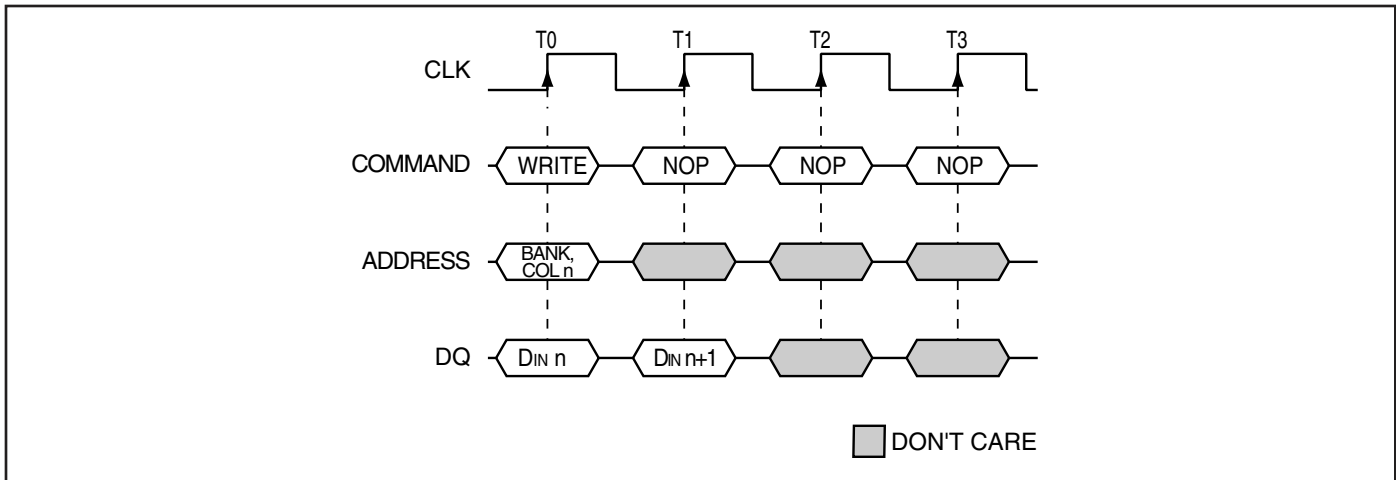 T0 T1 T2 T3
CLK
COMMAND WRITE NOP NOP NOP
ADDRESS BANK,
COL n
DQ DIN n DIN n+1
DON'T CARE